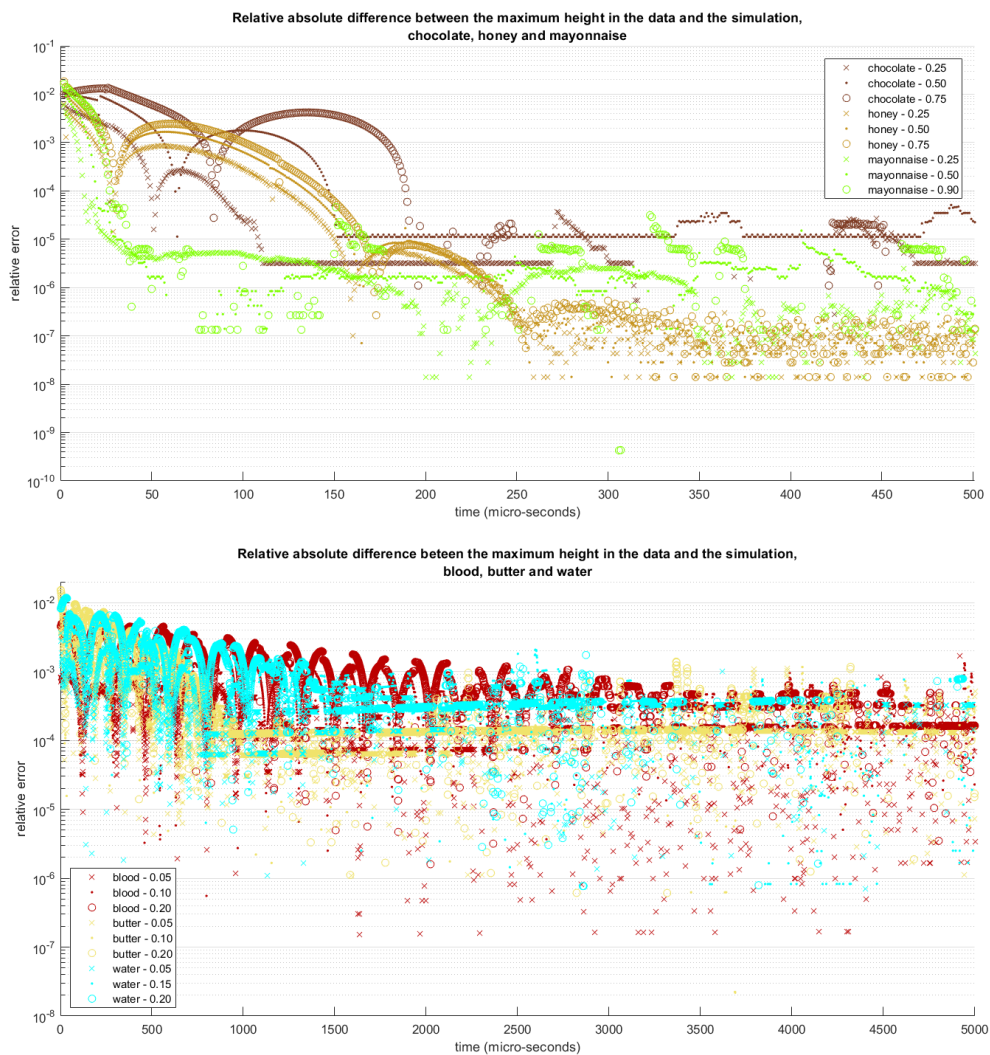 Relative absolute difference between the maximum height in the data and the simulation,
chocolate, honey and mayonnaise
10^-1
10^-2
10^-3
10^-4
10^-5
10^-6
10^-7
10^-8
10^-9
10^-10
relative error
chocolate - 0.25
chocolate - 0.50
chocolate - 0.75
honey - 0.25
honey - 0.50
honey - 0.75
mayonnaise - 0.25
mayonnaise - 0.50
mayonnaise - 0.90
0 50 100 150 200 250 300 350 400 450 500
time (micro-seconds)
Relative absolute difference beteen the maximum height in the data and the simulation,
blood, butter and water
10^-2
10^-3
10^-4
10^-5
10^-6
10^-7
10^-8
relative error
blood - 0.05
blood - 0.10
blood - 0.20
butter - 0.05
butter - 0.10
butter - 0.20
water - 0.05
water - 0.15
water - 0.20
0 500 1000 1500 2000 2500 3000 3500 4000 4500 5000
time (micro-seconds)